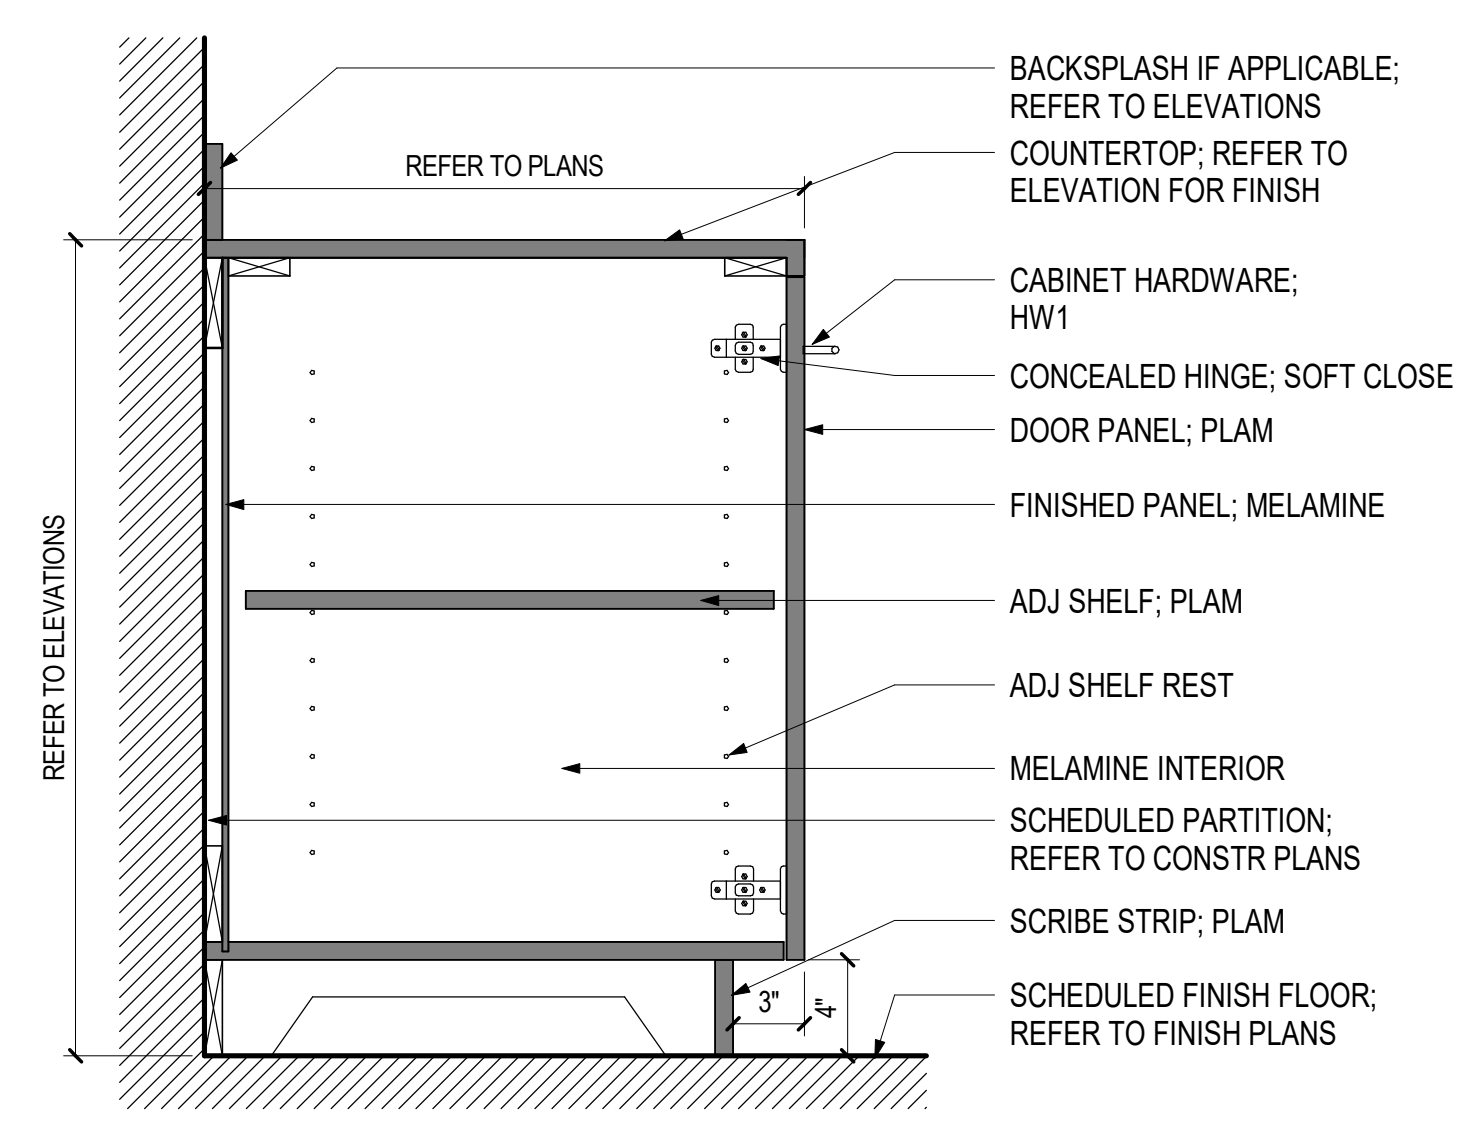 BACKSPLASH IF APPLICABLE;
REFER TO ELEVATIONS
COUNTERTOP; REFER TO
ELEVATION FOR FINISH
REFER TO PLANS
CABINET HARDWARE;
HW1
CONCEALED HINGE; SOFT CLOSE
DOOR PANEL; PLAM
FINISHED PANEL; MELAMINE
REFER TO ELEVATIONS
ADJ SHELF; PLAM
ADJ SHELF REST
MELAMINE INTERIOR
SCHEDULED PARTITION;
REFER TO CONSTR PLANS
SCRIBE STRIP; PLAM
3"
4"
SCHEDULED FINISH FLOOR;
REFER TO FINISH PLANS